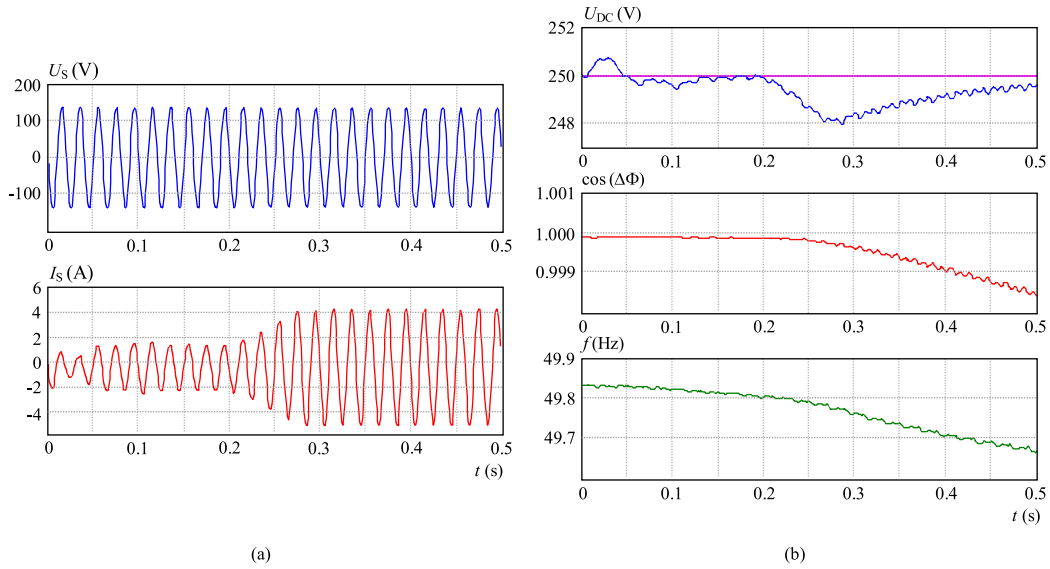 U_S (V)
200
100
0
-100
0 0.1 0.2 0.3 0.4 0.5
I_S (A)
6
4
2
0
-2
-4
0 0.1 0.2 0.3 0.4 0.5
t (s)
(a)
U_DC (V)
252
250
248
0 0.1 0.2 0.3 0.4 0.5
cos (ΔΦ)
1.001
1.000
0.999
0 0.1 0.2 0.3 0.4 0.5
f (Hz)
49.9
49.8
49.7
0 0.1 0.2 0.3 0.4 0.5
t (s)
(b)